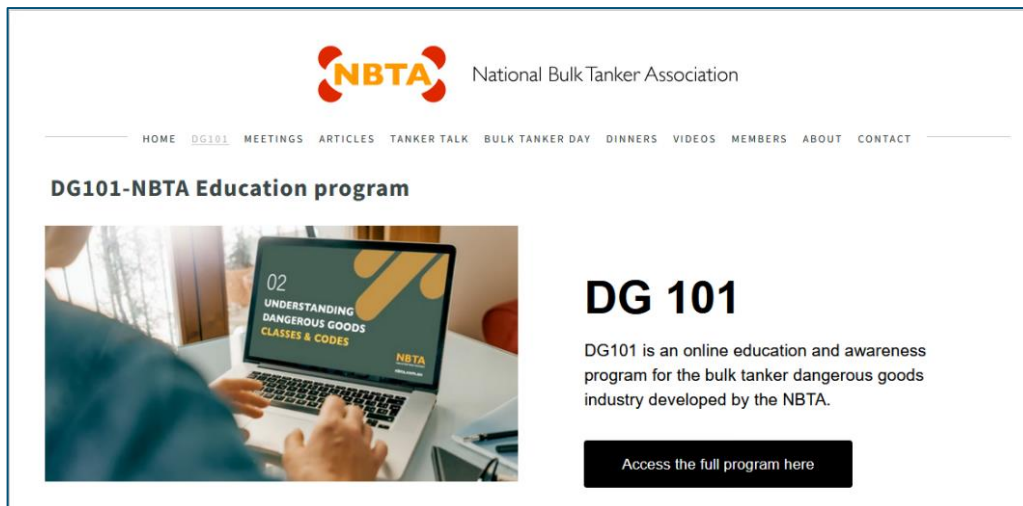 NBTA
National Bulk Tanker Association
HOME DG101 MEETINGS ARTICLES TANKER TALK BULK TANKER DAY DINNERS VIDEOS MEMBERS ABOUT CONTACT
DG101-NBTA Education program
02
UNDERSTANDING
DANGEROUS GOODS
CLASSES & CODES
NBTA
DG 101
DG101 is an online education and awareness
program for the bulk tanker dangerous goods
industry developed by the NBTA.
Access the full program here